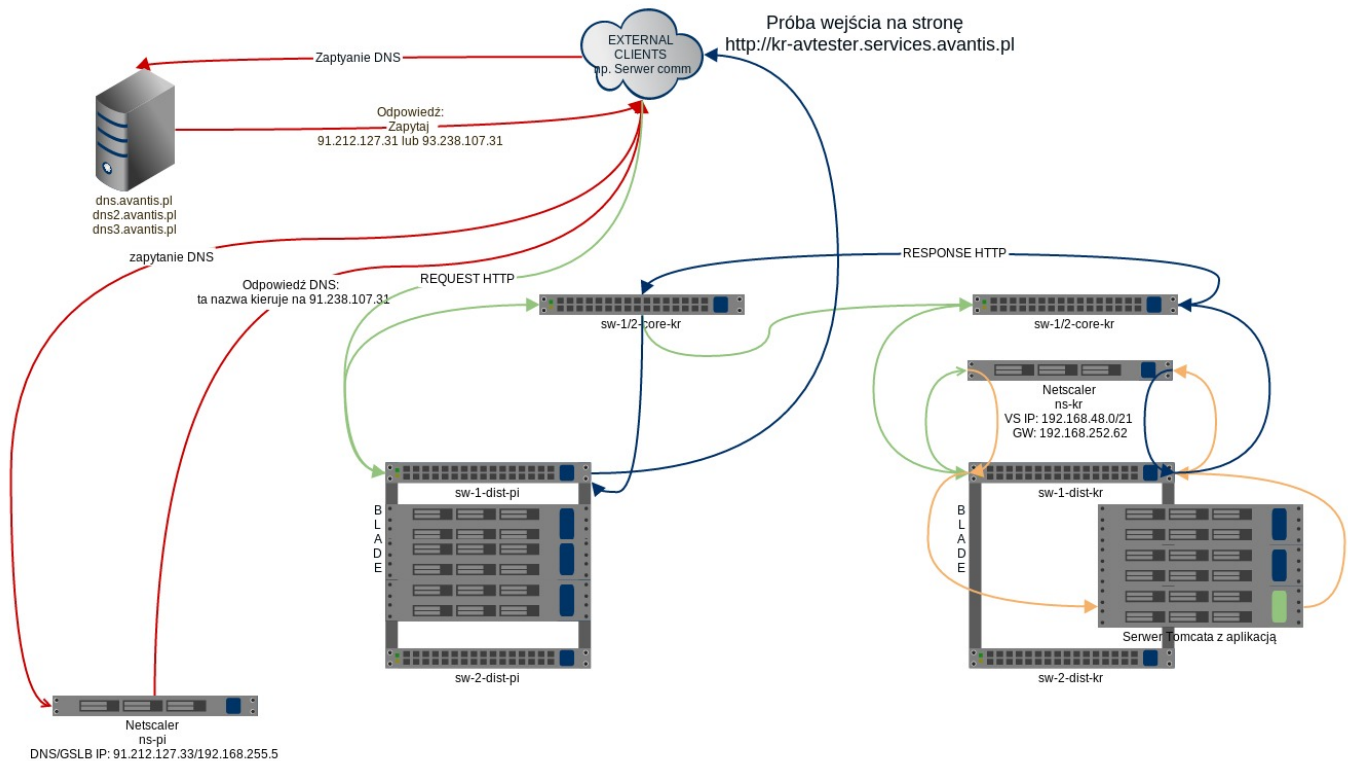 Próba wejścia na stronę
http://kr-avtester.services.avantis.pl
EXTERNAL
CLIENTS
np. Serwer comm
Zaptyanie DNS
Odpowiedź:
Zapytaj
91.212.127.31 lub 93.238.107.31
dns.avantis.pl
dns2.avantis.pl
dns3.avantis.pl
zapytanie DNS
Odpowiedź DNS:
ta nazwa kieruje na 91.238.107.31
REQUEST HTTP
RESPONSE HTTP
sw-1/2-core-kr
sw-1/2-core-kr
Netscaler
ns-kr
VS IP: 192.168.48.0/21
GW: 192.168.252.62
sw-1-dist-pi
BLADE
sw-2-dist-pi
sw-1-dist-kr
BLADE
Serwer Tomcata z aplikacją
sw-2-dist-kr
Netscaler
ns-pi
DNS/GSLB IP: 91.212.127.33/192.168.255.5